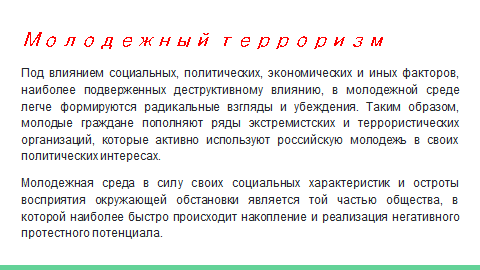 Молодежный терроризм
Под влиянием социальных, политических, экономических и иных факторов,
наиболее подверженных деструктивному влиянию, в молодежной среде
легче формируются радикальные взгляды и убеждения. Таким образом,
молодые граждане пополняют ряды экстремистских и террористических
организаций, которые активно используют российскую молодежь в своих
политических интересах.
Молодежная среда в силу своих социальных характеристик и остроты
восприятия окружающей обстановки является той частью общества, в
которой наиболее быстро происходит накопление и реализация негативного
протестного потенциала.